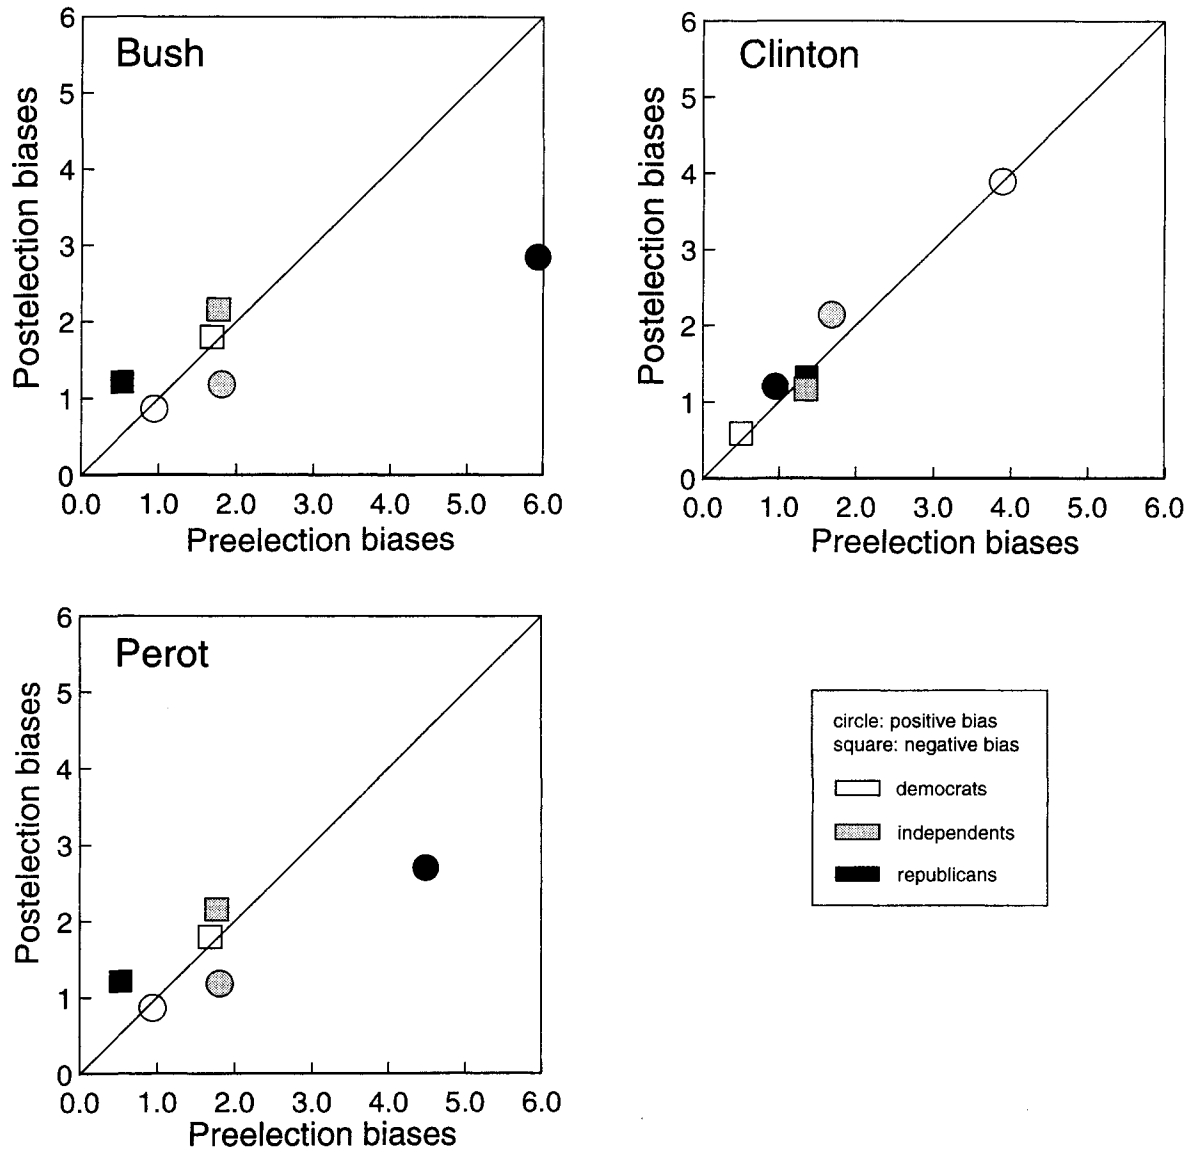 Bush
Postelection biases
6
5
4
3
2
1
0
0.0 1.0 2.0 3.0 4.0 5.0 6.0
Preelection biases
Clinton
Postelection biases
6
5
4
3
2
1
0
0.0 1.0 2.0 3.0 4.0 5.0 6.0
Preelection biases
Perot
Postelection biases
6
5
4
3
2
1
0
0.0 1.0 2.0 3.0 4.0 5.0 6.0
Preelection biases
circle: positive bias
square: negative bias
democrats
independents
republicans